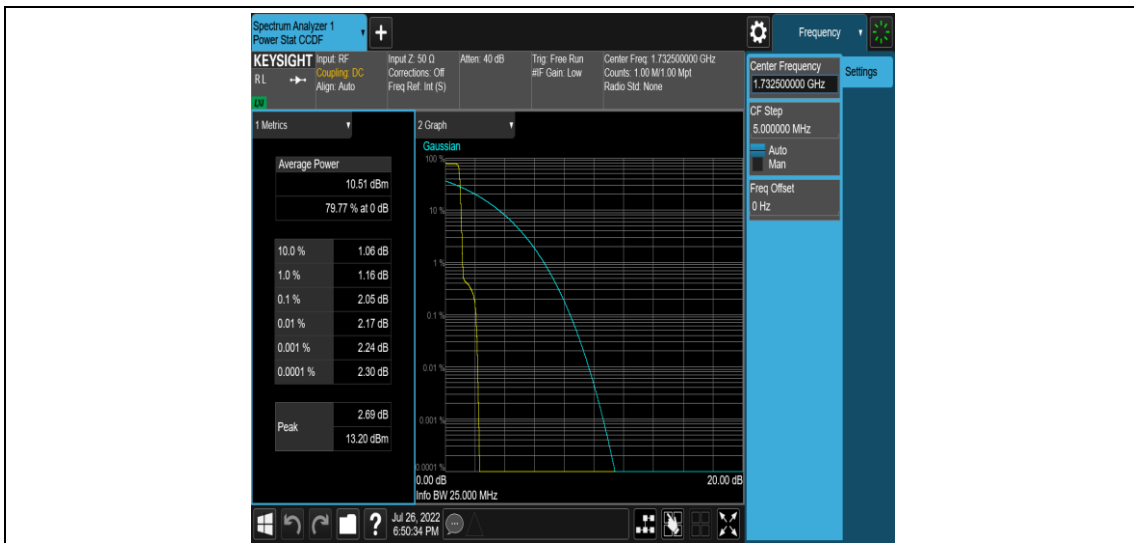 Spectrum Analyzer 1
Power Stat CCDF
+
Frequency
KEYSIGHT
RL
LXI
Input: RF
Coupling: DC
Align: Auto
Input Z: 50 Ω
Corrections: Off
Freq Ref: Int (S)
Atten: 40 dB
Trig: Free Run
#IF Gain: Low
Center Freq: 1.732500000 GHz
Counts: 1.00 M/1.00 Mpt
Radio Std: None
Center Frequency
1.732500000 GHz
Settings
CF Step
5.000000 MHz
Auto
Man
Freq Offset
0 Hz
1 Metrics
Average Power
10.51 dBm
79.77 % at 0 dB
10.0 % 1.06 dB
1.0 % 1.16 dB
0.1 % 2.05 dB
0.01 % 2.17 dB
0.001 % 2.24 dB
0.0001 % 2.30 dB
Peak
2.69 dB
13.20 dBm
2 Graph
Gaussian
100 %
10 %
1 %
0.1 %
0.01 %
0.001 %
0.0001 %
0.00 dB 20.00 dB
Info BW 25.000 MHz
?
Jul 26, 2022
6:50:34 PM